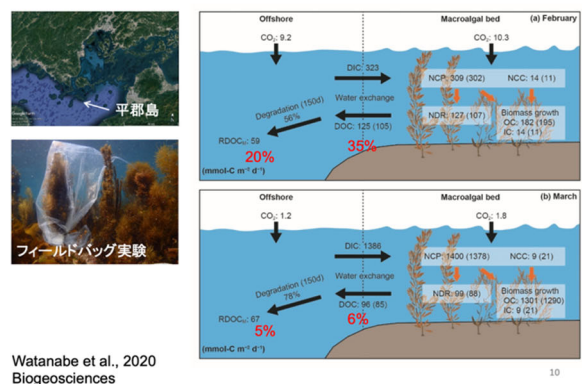 平郡島
フィールドバッグ実験
Watanabe et al., 2020
Biogeosciences
Offshore
Macroalgal bed
(a) February
CO₂: 9.2
CO₂: 10.3
DIC: 323
NCP: 309 (302)
NCC: 14 (11)
Degradation (150d)
56%
Water exchange
NDR: 127 (107)
Biomass growth
OC: 182 (195)
IC: 14 (11)
DOC: 125 (105)
RDOC₁₅: 59
20%
35%
(mmol-C m⁻² d⁻¹)
Offshore
Macroalgal bed
(b) March
CO₂: 1.2
CO₂: 1.8
DIC: 1386
NCP: 1400 (1378)
NCC: 9 (21)
Degradation (150d)
78%
Water exchange
NDR: 99 (88)
Biomass growth
OC: 1301 (1290)
IC: 9 (21)
DOC: 96 (85)
RDOC₁₅: 67
5%
6%
(mmol-C m⁻² d⁻¹)
10